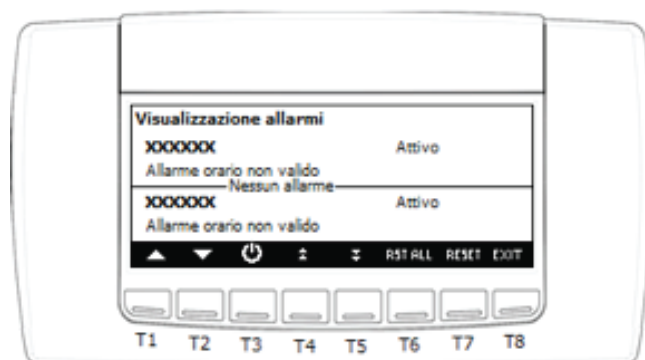 Visualizzazione allarmi
XXXXXX Attivo
Allarme orario non valido
Nessun allarme
XXXXXX Attivo
Allarme orario non valido
RST ALL RESET EXIT
T1 T2 T3 T4 T5 T6 T7 T8